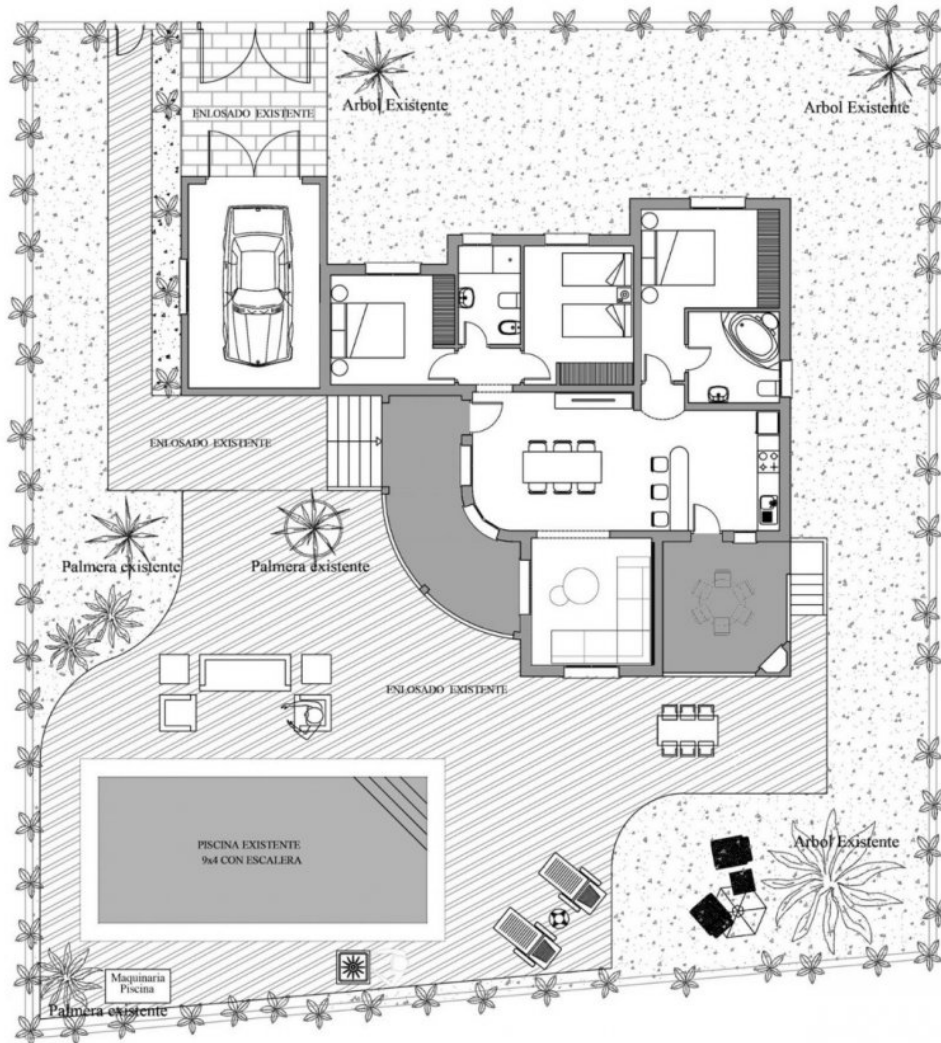 Arbol Existente
Arbol Existente
ENLOSADO EXISTENTE
ENLOSADO EXISTENTE
Palmera existente
Palmera existente
ENLOSADO EXISTENTE
PISCINA EXISTENTE
9x4 CON ESCALERA
Arbol Existente
Maquinaria
Piscina
Palmera existente